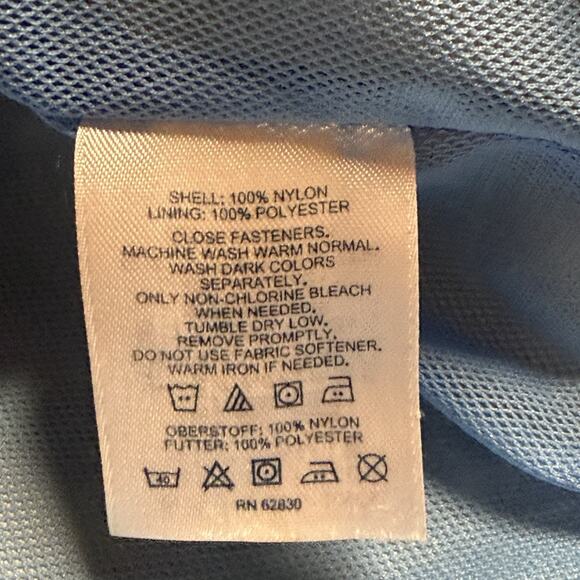 SHELL: 100% NYLON
LINING: 100% POLYESTER
CLOSE FASTENERS.
MACHINE WASH WARM NORMAL.
WASH DARK COLORS
SEPARATELY.
ONLY NON-CHLORINE BLEACH
WHEN NEEDED.
TUMBLE DRY LOW.
REMOVE PROMPTLY.
DO NOT USE FABRIC SOFTENER.
WARM IRON IF NEEDED.
OBERSTOFF: 100% NYLON
FUTTER: 100% POLYESTER
40
RN 62830